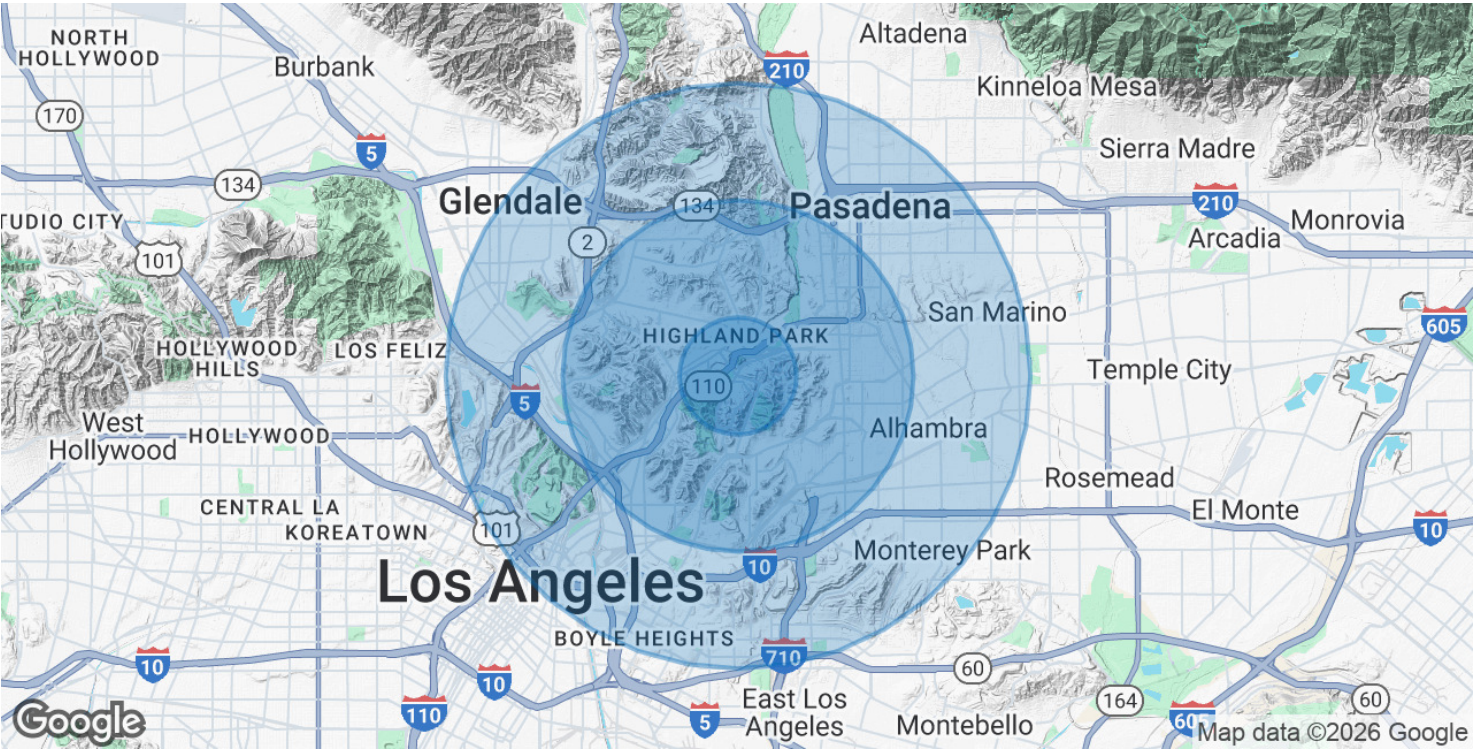 Altadena
NORTH
HOLLYWOOD
Burbank
210
Kinneloa Mesa
170
5
Sierra Madre
134
Glendale
134
Pasadena
210
Monrovia
TUDIO CITY
2
Arcadia
101
San Marino
605
HIGHLAND PARK
HOLLYWOOD
HILLS
LOS FELIZ
110
Temple City
5
West
Hollywood
HOLLYWOOD
Alhambra
Rosemead
CENTRAL LA
KOREATOWN
101
El Monte
10
Monterey Park
10
Los Angeles
BOYLE HEIGHTS
710
10
60
10
East Los
Angeles
164
60
110
5
Montebello
605
Google
Map data ©2026 Google